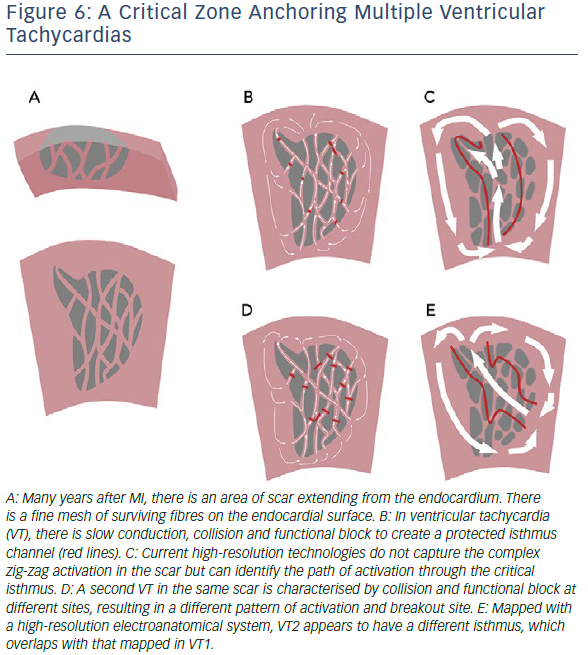 Figure 6: A Critical Zone Anchoring Multiple Ventricular
Tachycardias
A
B
C
D
E
A: Many years after MI, there is an area of scar extending from the endocardium. There
is a fine mesh of surviving fibres on the endocardial surface. B: In ventricular tachycardia
(VT), there is slow conduction, collision and functional block to create a protected isthmus
channel (red lines). C: Current high-resolution technologies do not capture the complex
zig-zag activation in the scar but can identify the path of activation through the critical
isthmus. D: A second VT in the same scar is characterised by collision and functional block at
different sites, resulting in a different pattern of activation and breakout site. E: Mapped with
a high-resolution electroanatomical system, VT2 appears to have a different isthmus, which
overlaps with that mapped in VT1.